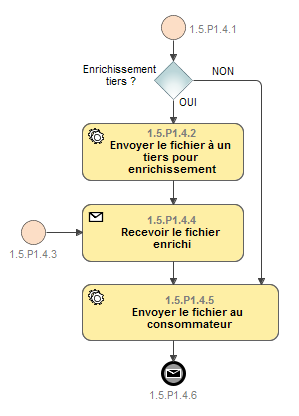 1.5.P1.4.1
Enrichissement
tiers ?
NON
OUI
1.5.P1.4.2
Envoyer le fichier à un
tiers pour
enrichissement
1.5.P1.4.4
Recevoir le fichier
enrichi
1.5.P1.4.3
1.5.P1.4.5
Envoyer le fichier au
consommateur
1.5.P1.4.6